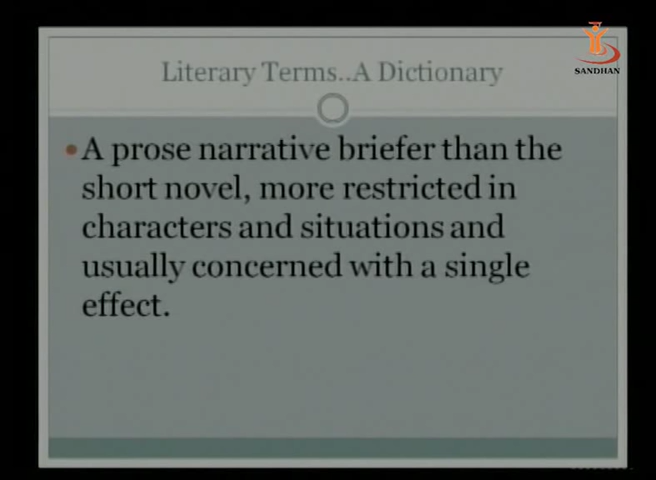 SANDHAN
Literary Terms..A Dictionary
A prose narrative briefer than the
short novel, more restricted in
characters and situations and
usually concerned with a single
effect.